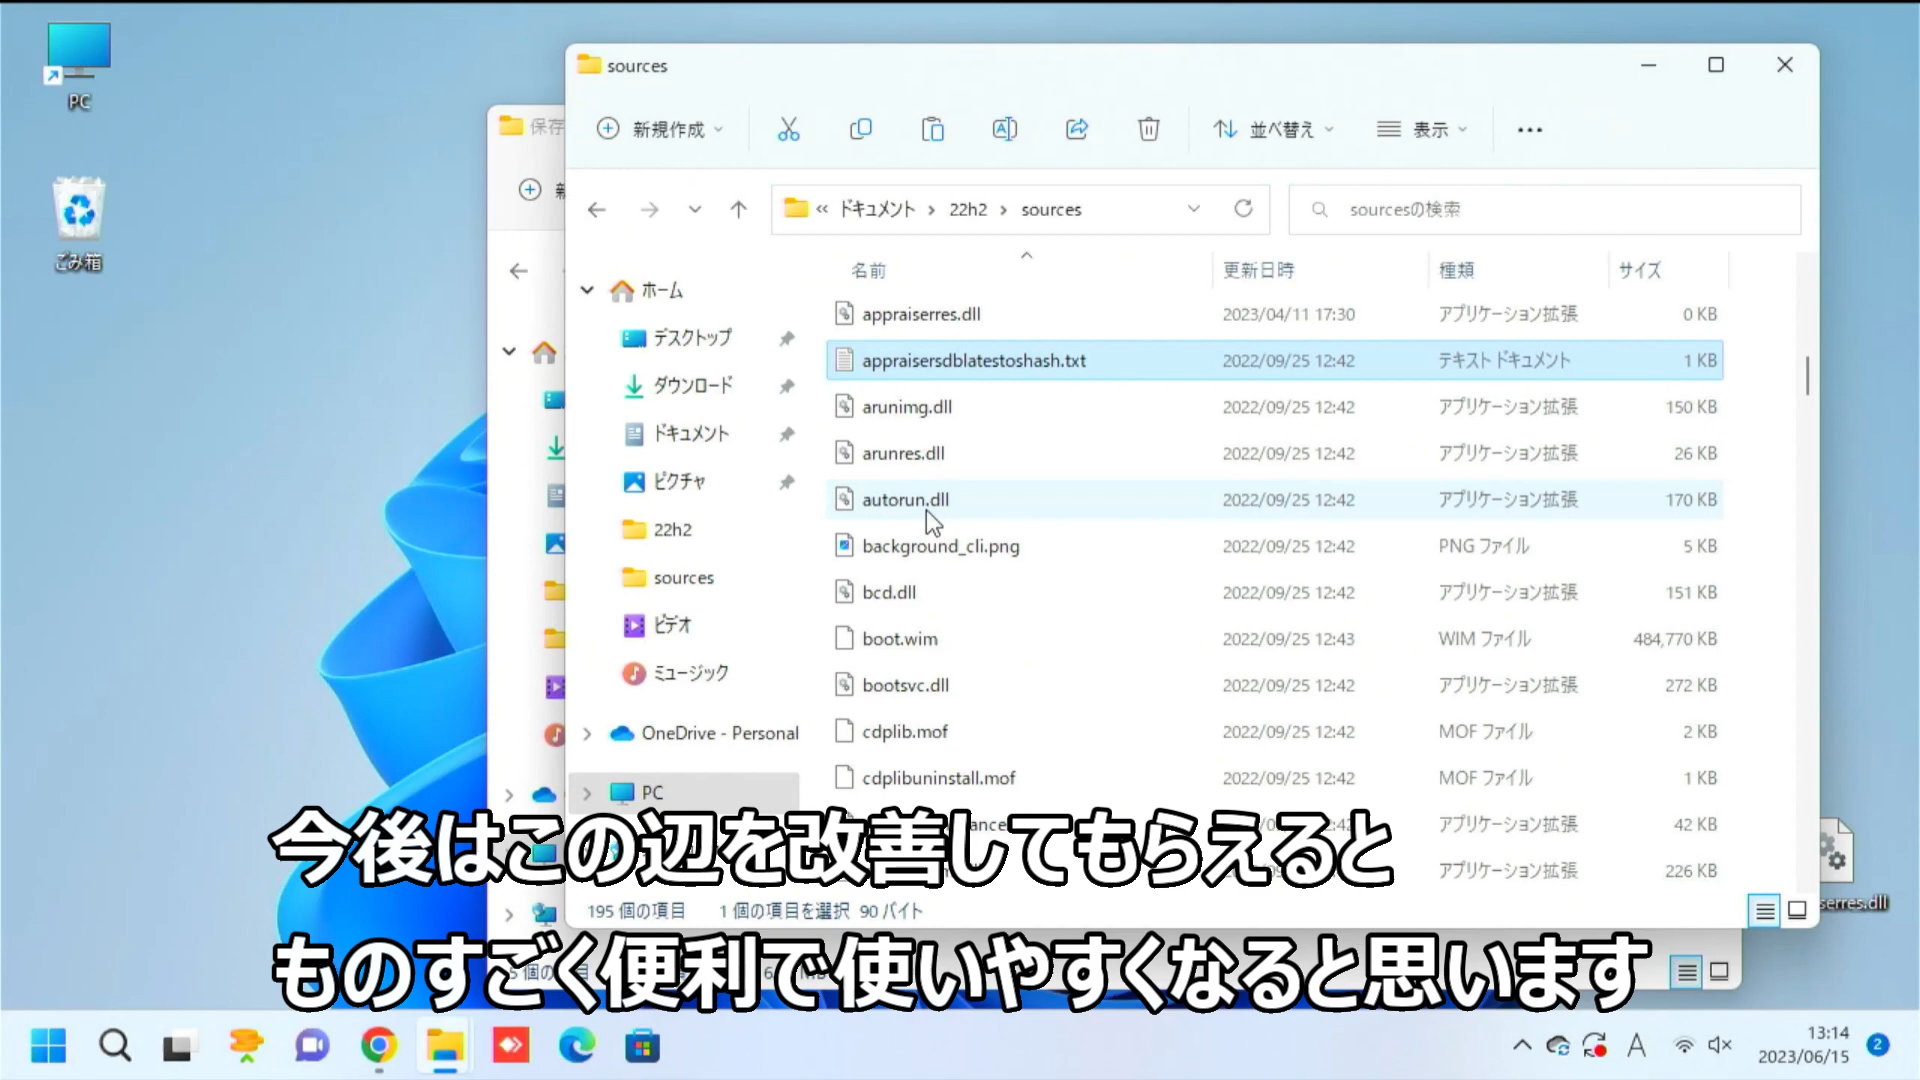 PC
ごみ箱
保存
sources
新規作成
並べ替え
表示
« ドキュメント › 22h2 › sources
sourcesの検索
名前 更新日時 種類 サイズ
ホーム
デスクトップ
ダウンロード
ドキュメント
ピクチャ
22h2
sources
ビデオ
ミュージック
OneDrive - Personal
PC
appraiserres.dll 2023/04/11 17:30 アプリケーション拡張 0 KB
appraisersdblatestoshash.txt 2022/09/25 12:42 テキスト ドキュメント 1 KB
arunimg.dll 2022/09/25 12:42 アプリケーション拡張 150 KB
arunres.dll 2022/09/25 12:42 アプリケーション拡張 26 KB
autorun.dll 2022/09/25 12:42 アプリケーション拡張 170 KB
background_cli.png 2022/09/25 12:42 PNG ファイル 5 KB
bcd.dll 2022/09/25 12:42 アプリケーション拡張 151 KB
boot.wim 2022/09/25 12:43 WIM ファイル 484,770 KB
bootsvc.dll 2022/09/25 12:42 アプリケーション拡張 272 KB
cdplib.mof 2022/09/25 12:42 MOF ファイル 2 KB
cdplibuninstall.mof 2022/09/25 12:42 MOF ファイル 1 KB
アプリケーション拡張 42 KB
アプリケーション拡張 226 KB
195 個の項目 1 個の項目を選択 90 バイト
serres.dll
今後はこの辺を改善してもらえると
ものすごく便利で使いやすくなると思います
A
13:14
2023/06/15
2